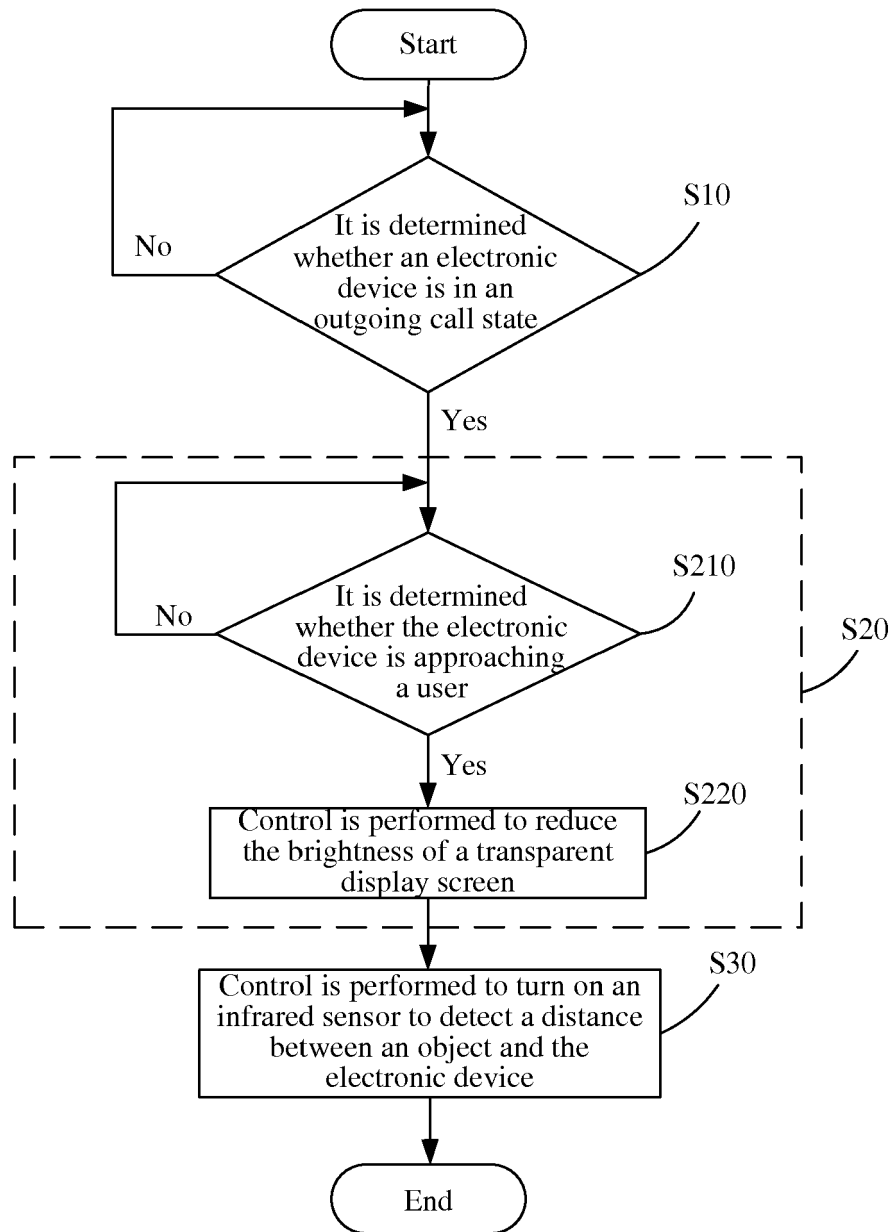 Start
S10
It is determined
whether an electronic
device is in an
outgoing call state
No
Yes
S210
It is determined
whether the electronic
device is approaching
a user
No
S20
Yes
S220
Control is performed to reduce
the brightness of a transparent
display screen
S30
Control is performed to turn on an
infrared sensor to detect a distance
between an object and the
electronic device
End